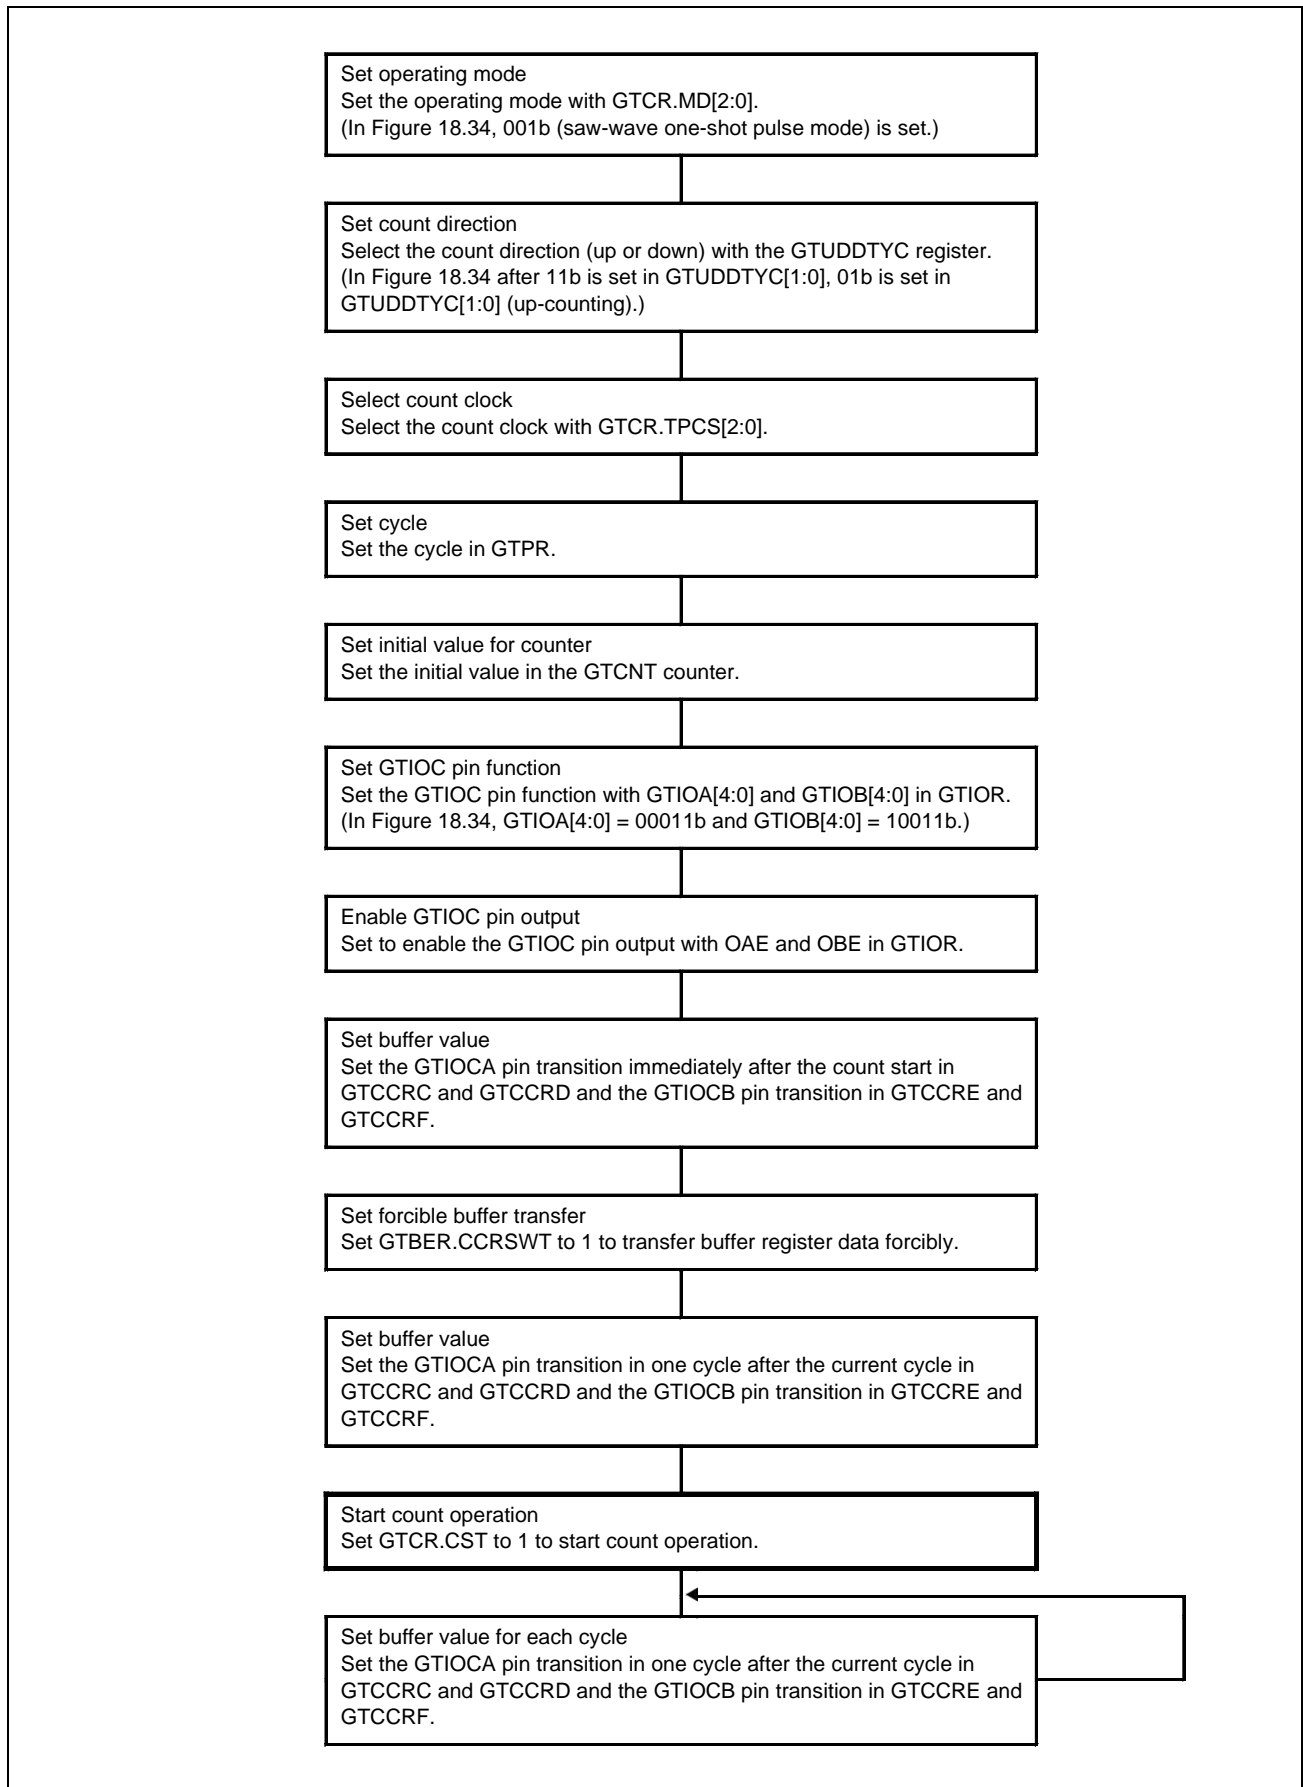 Set operating mode
Set the operating mode with GTCR.MD[2:0].
(In Figure 18.34, 001b (saw-wave one-shot pulse mode) is set.)
Set count direction
Select the count direction (up or down) with the GTUDDTYC register.
(In Figure 18.34 after 11b is set in GTUDDTYC[1:0], 01b is set in
GTUDDTYC[1:0] (up-counting).)
Select count clock
Select the count clock with GTCR.TPCS[2:0].
Set cycle
Set the cycle in GTPR.
Set initial value for counter
Set the initial value in the GTCNT counter.
Set GTIOC pin function
Set the GTIOC pin function with GTIOA[4:0] and GTIOB[4:0] in GTIOR.
(In Figure 18.34, GTIOA[4:0] = 00011b and GTIOB[4:0] = 10011b.)
Enable GTIOC pin output
Set to enable the GTIOC pin output with OAE and OBE in GTIOR.
Set buffer value
Set the GTIOCA pin transition immediately after the count start in
GTCCRC and GTCCRD and the GTIOCB pin transition in GTCCRE and
GTCCRF.
Set forcible buffer transfer
Set GTBER.CCRSWT to 1 to transfer buffer register data forcibly.
Set buffer value
Set the GTIOCA pin transition in one cycle after the current cycle in
GTCCRC and GTCCRD and the GTIOCB pin transition in GTCCRE and
GTCCRF.
Start count operation
Set GTCR.CST to 1 to start count operation.
Set buffer value for each cycle
Set the GTIOCA pin transition in one cycle after the current cycle in
GTCCRC and GTCCRD and the GTIOCB pin transition in GTCCRE and
GTCCRF.